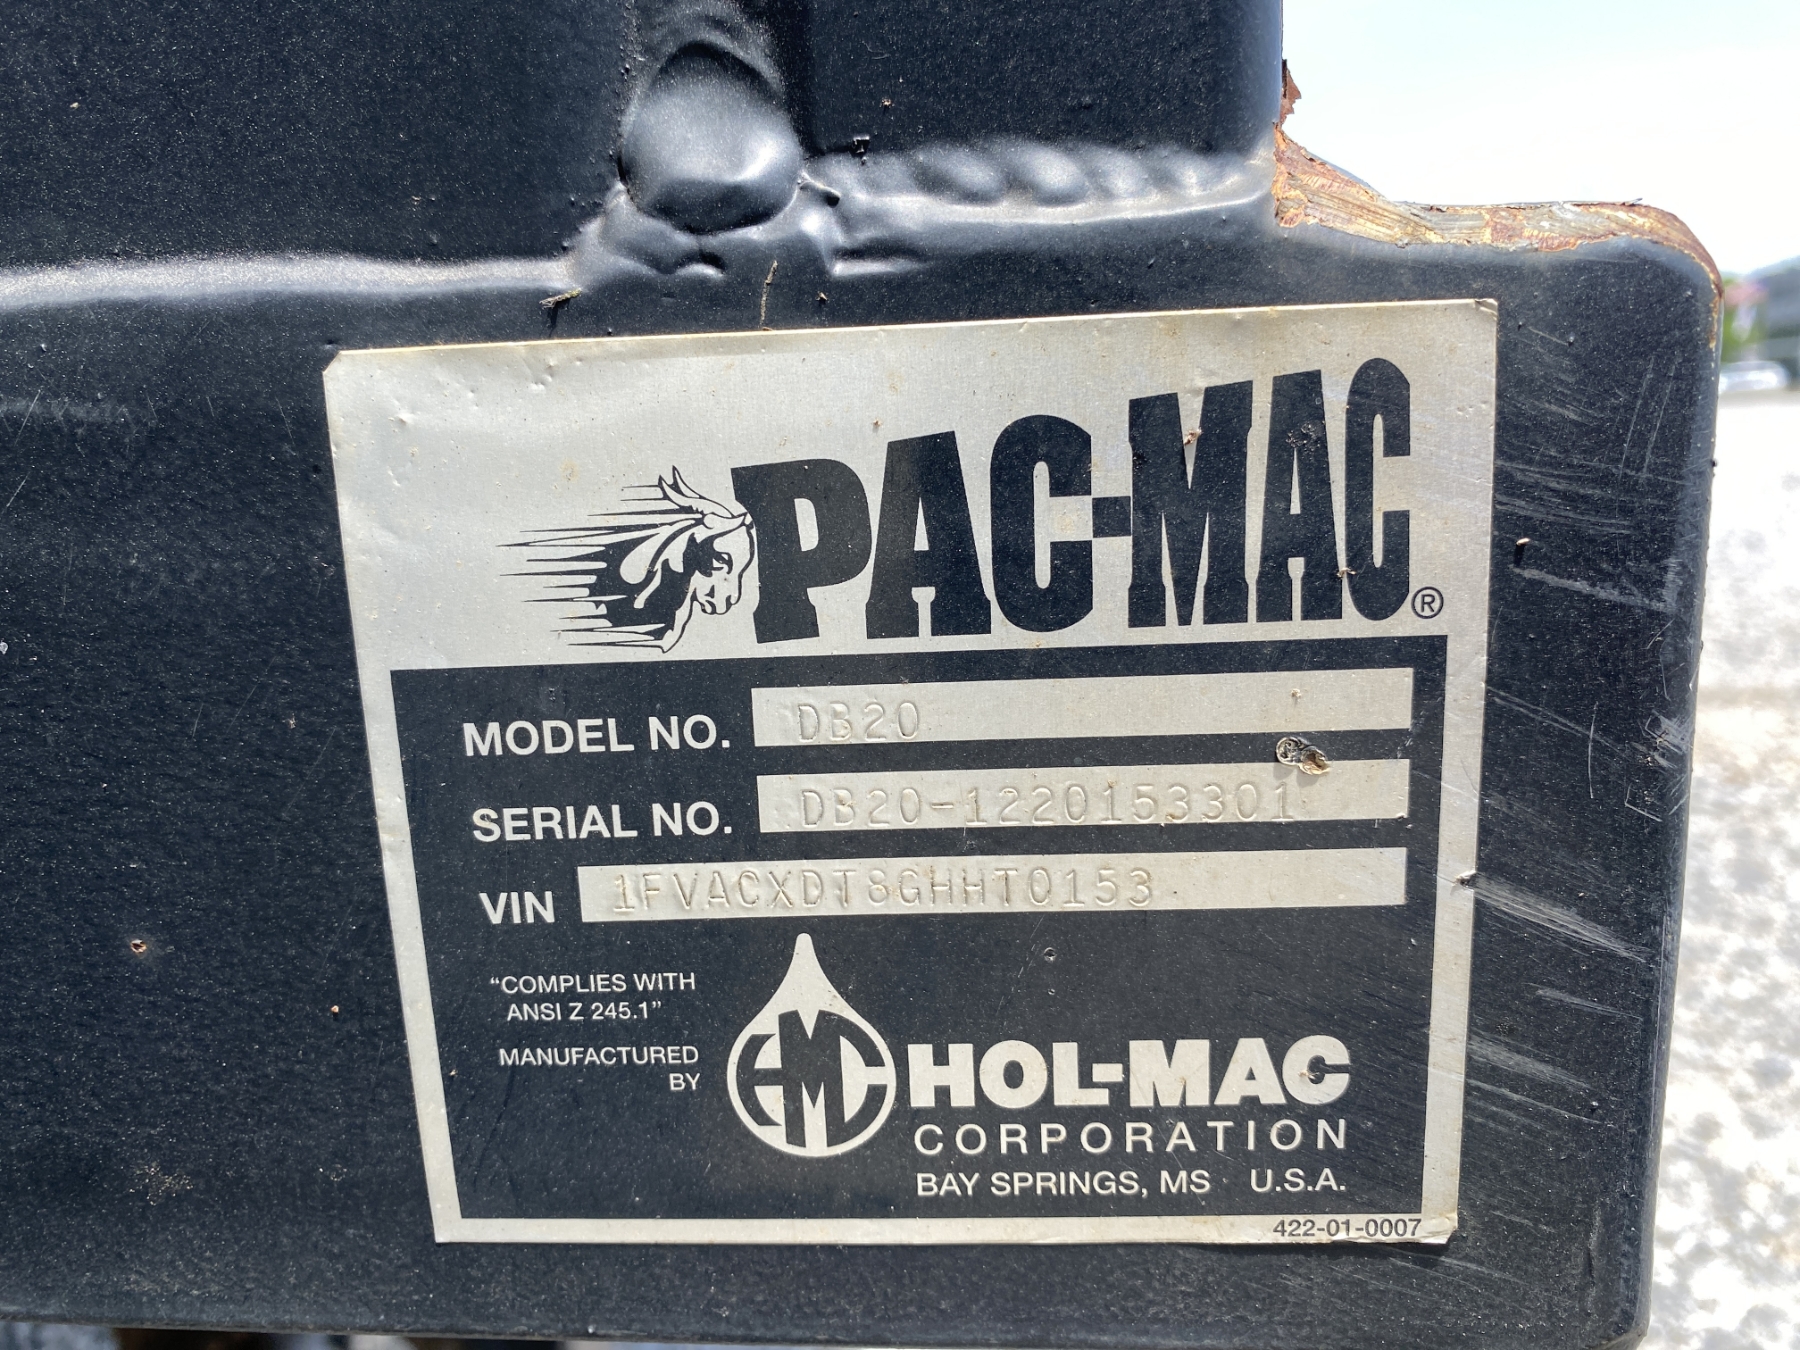 PAC-MAC®
MODEL NO. DB20
SERIAL NO. DB20-1220153301
VIN 1FVACXDT8GHHT0153
"COMPLIES WITH
ANSI Z 245.1"
MANUFACTURED
BY
HMC
HOL-MAC
CORPORATION
BAY SPRINGS, MS U.S.A.
422-01-0007